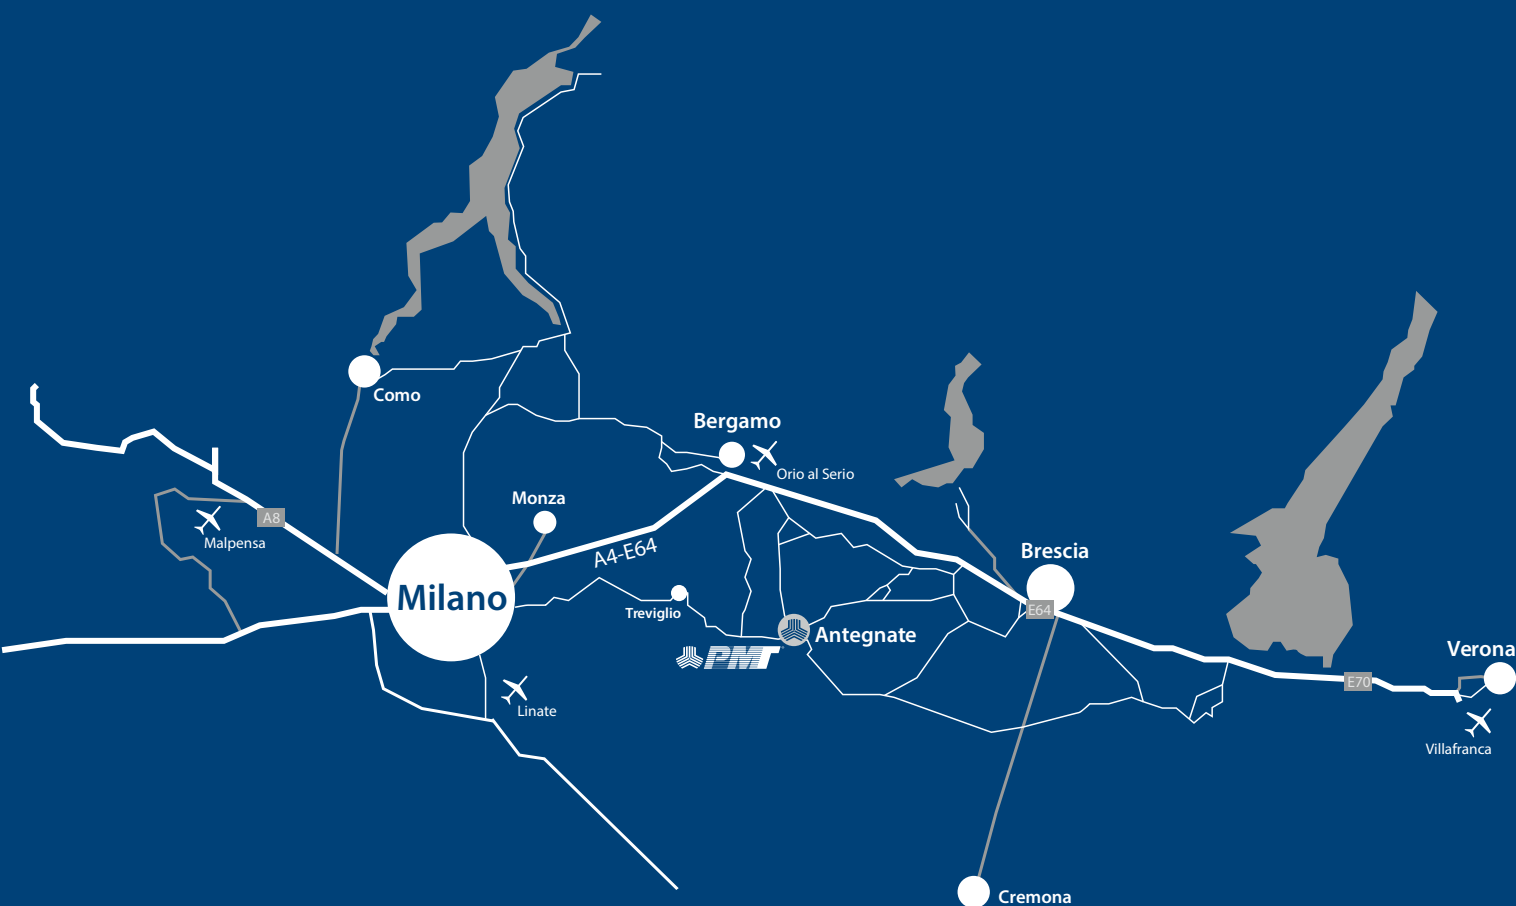 Como
Bergamo
Orio al Serio
Monza
A8
Malpensa
A4-E64
Brescia
Milano
E64
Treviglio
Antegnate
PMT
Verona
E70
Linate
Villafranca
Cremona